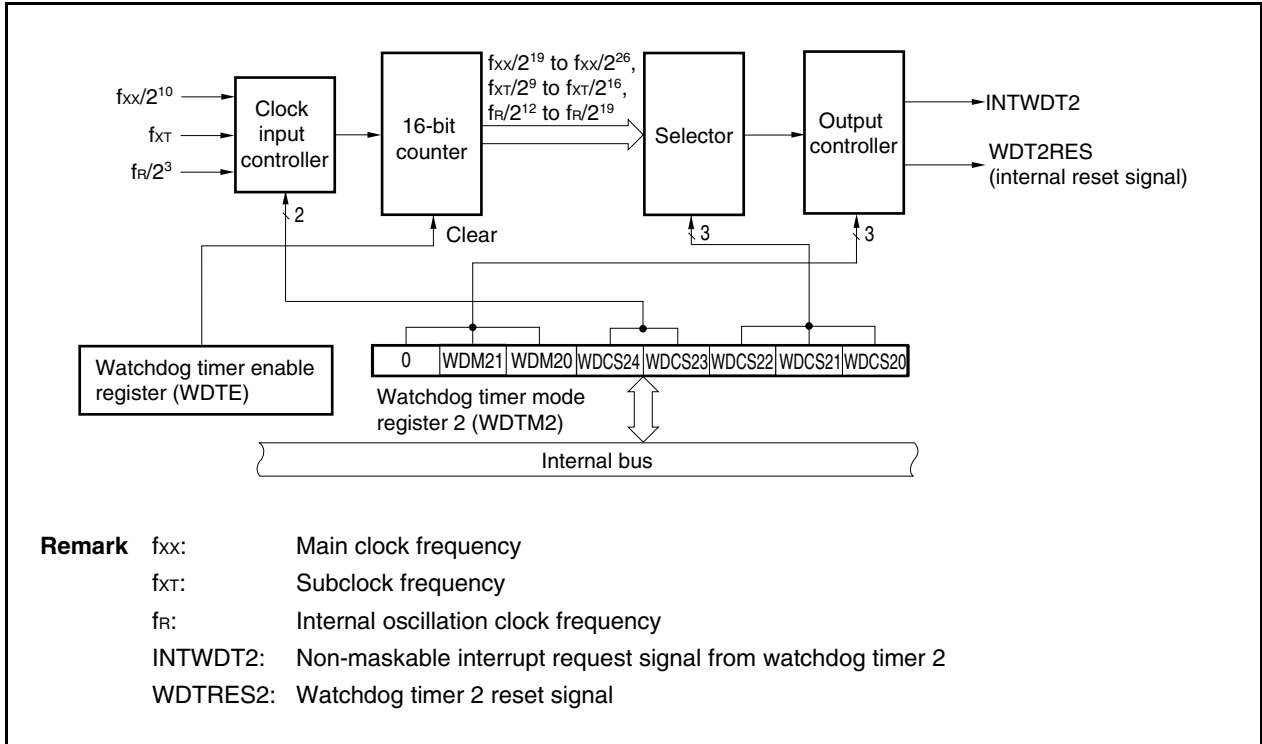 fXX/2^10
fXT
fR/2^3
Clock
input
controller
2
16-bit
counter
Clear
fXX/2^19 to fXX/2^26,
fXT/2^9 to fXT/2^16,
fR/2^12 to fR/2^19
Selector
3
Output
controller
3
INTWDT2
WDT2RES
(internal reset signal)
Watchdog timer enable
register (WDTE)
0 WDM21 WDM20 WDCS24 WDCS23 WDCS22 WDCS21 WDCS20
Watchdog timer mode
register 2 (WDTM2)
Internal bus
Remark fXX: Main clock frequency
fXT: Subclock frequency
fR: Internal oscillation clock frequency
INTWDT2: Non-maskable interrupt request signal from watchdog timer 2
WDTRES2: Watchdog timer 2 reset signal